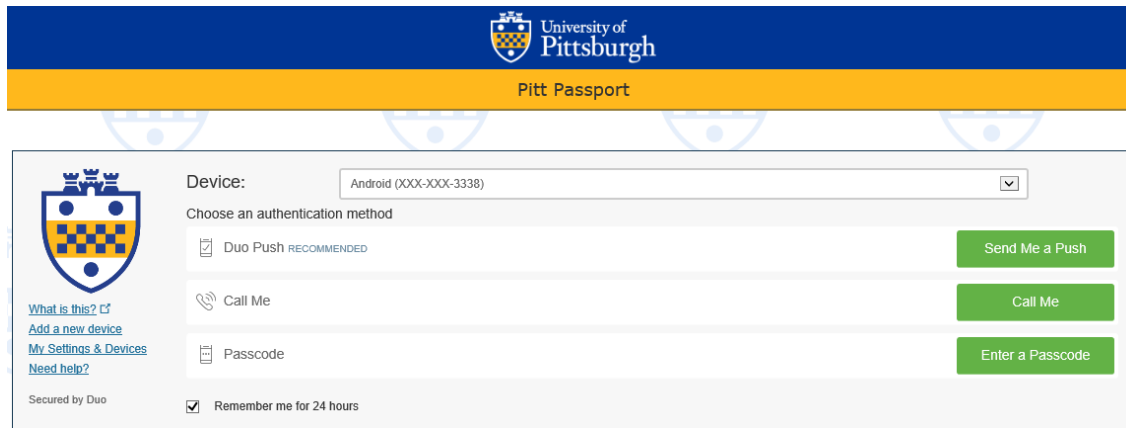 University of
Pittsburgh
Pitt Passport
Device:
Android (XXX-XXX-3338)
Choose an authentication method
Duo Push RECOMMENDED
Send Me a Push
Call Me
Call Me
Passcode
Enter a Passcode
What is this?
Add a new device
My Settings & Devices
Need help?
Secured by Duo
Remember me for 24 hours